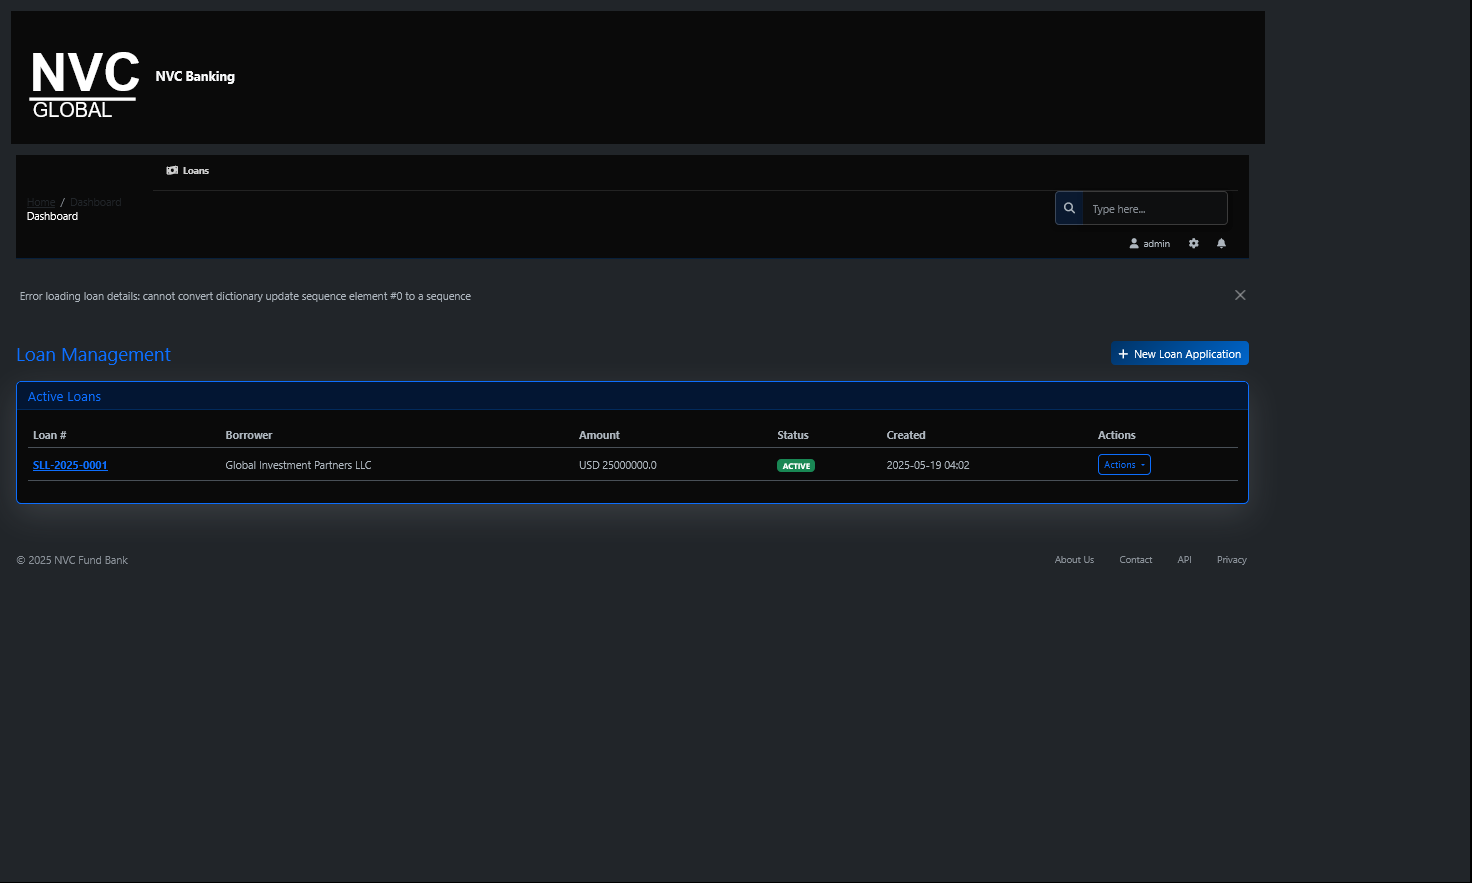 NVC
GLOBAL
NVC Banking
Loans
Home / Dashboard
Dashboard
Type here...
admin
Error loading loan details: cannot convert dictionary update sequence element #0 to a sequence
Loan Management
New Loan Application
Active Loans
Loan # Borrower Amount Status Created Actions
SLL-2025-0001 Global Investment Partners LLC USD 25000000.0 ACTIVE 2025-05-19 04:02 Actions
© 2025 NVC Fund Bank
About Us Contact API Privacy